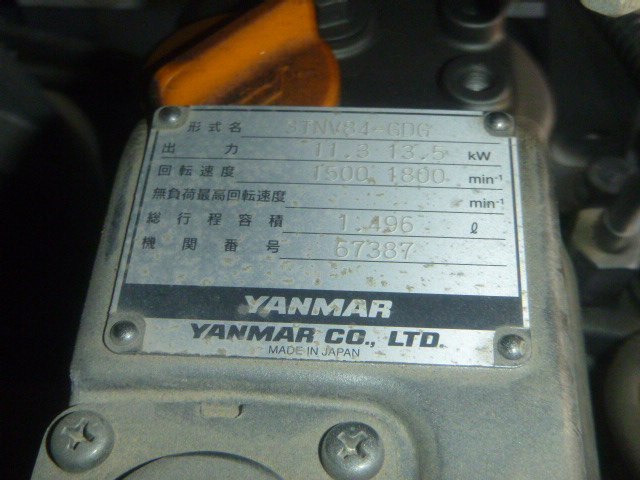 形式名 3TNV84-GDG
出力 11.3 13.5 kW
回転速度 1500 1800 min-1
無負荷最高回転速度 min-1
総行程容積 1.496 ℓ
機関番号 67387
YANMAR
YANMAR CO., LTD.
MADE IN JAPAN